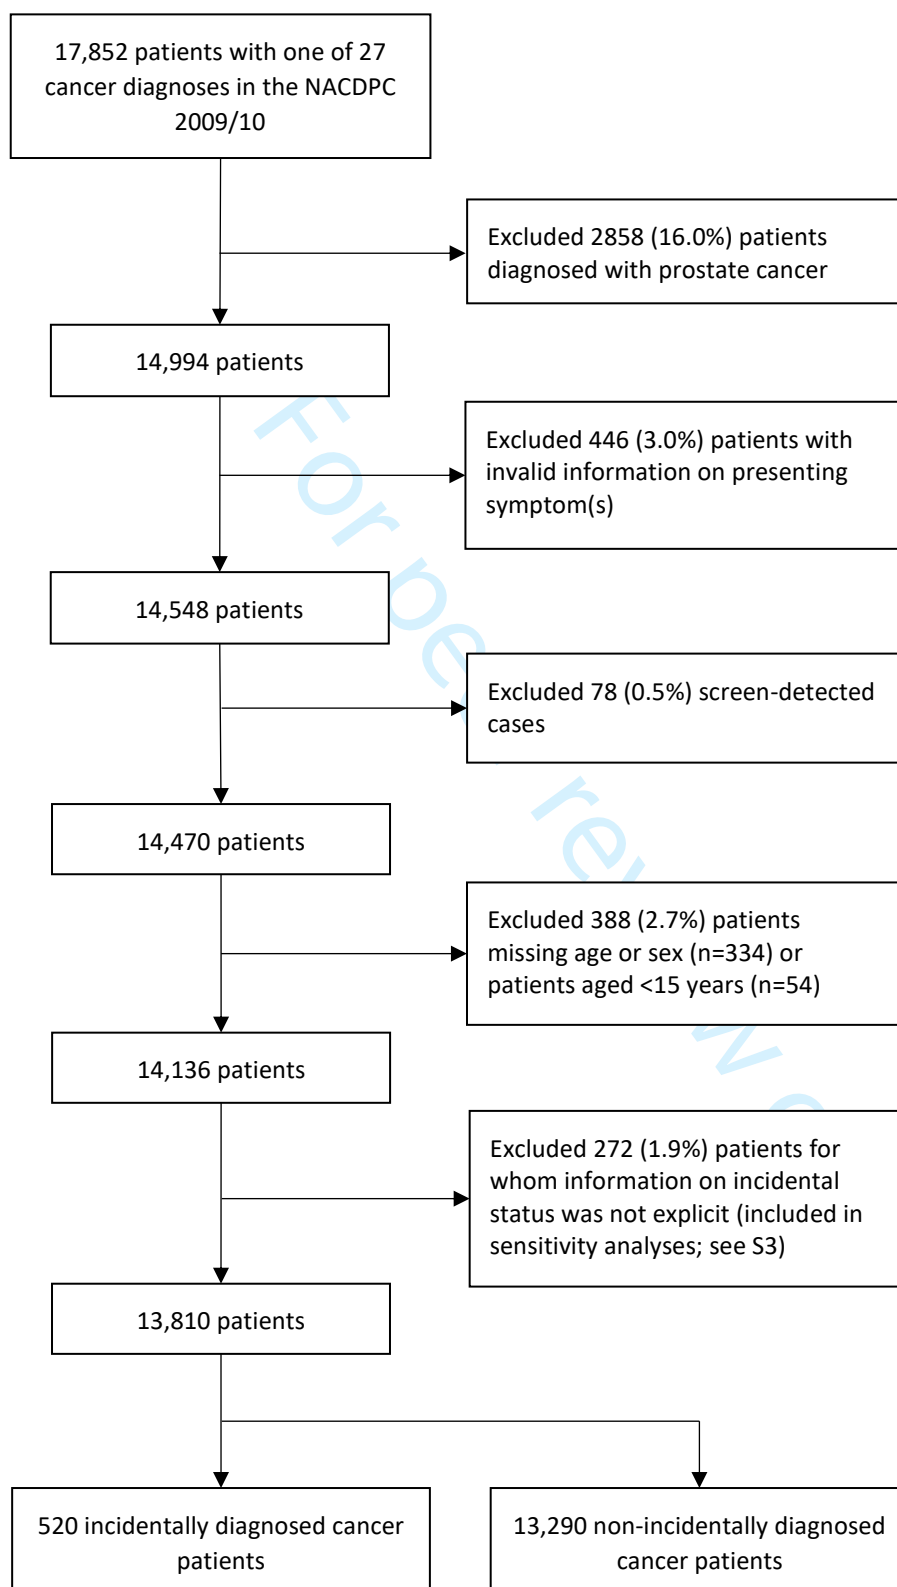 17,852 patients with one of 27
cancer diagnoses in the NACDPC
2009/10
Excluded 2858 (16.0%) patients
diagnosed with prostate cancer
14,994 patients
Excluded 446 (3.0%) patients with
invalid information on presenting
symptom(s)
14,548 patients
Excluded 78 (0.5%) screen-detected
cases
14,470 patients
Excluded 388 (2.7%) patients
missing age or sex (n=334) or
patients aged <15 years (n=54)
14,136 patients
Excluded 272 (1.9%) patients for
whom information on incidental
status was not explicit (included in
sensitivity analyses; see S3)
13,810 patients
520 incidentally diagnosed cancer
patients
13,290 non-incidentally diagnosed
cancer patients
For